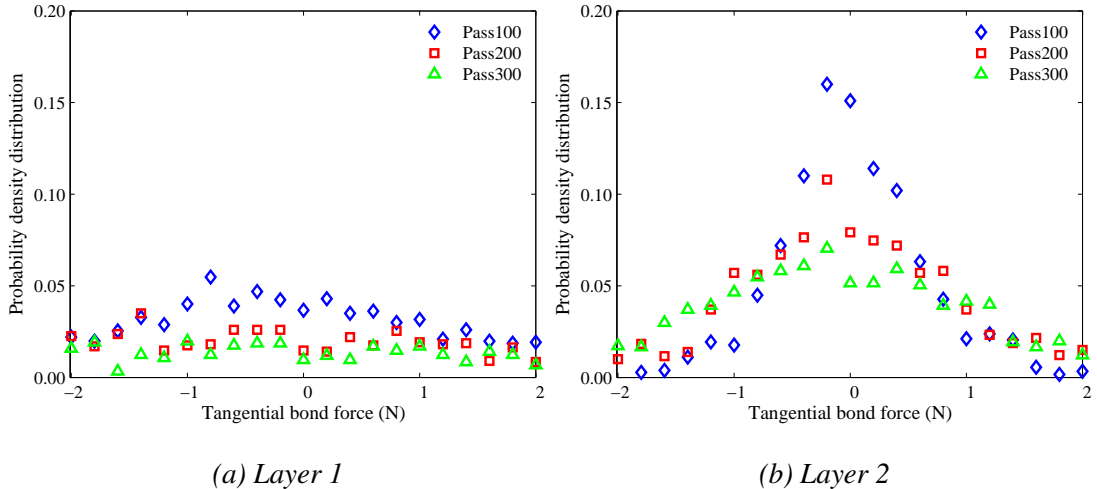 0.20
0.15
0.10
0.05
0.00
Probability density distribution
Pass100
Pass200
Pass300
−2
−1
0
1
2
Tangential bond force (N)
(a) Layer 1
0.20
0.15
0.10
0.05
0.00
Probability density distribution
Pass100
Pass200
Pass300
−2
−1
0
1
2
Tangential bond force (N)
(b) Layer 2